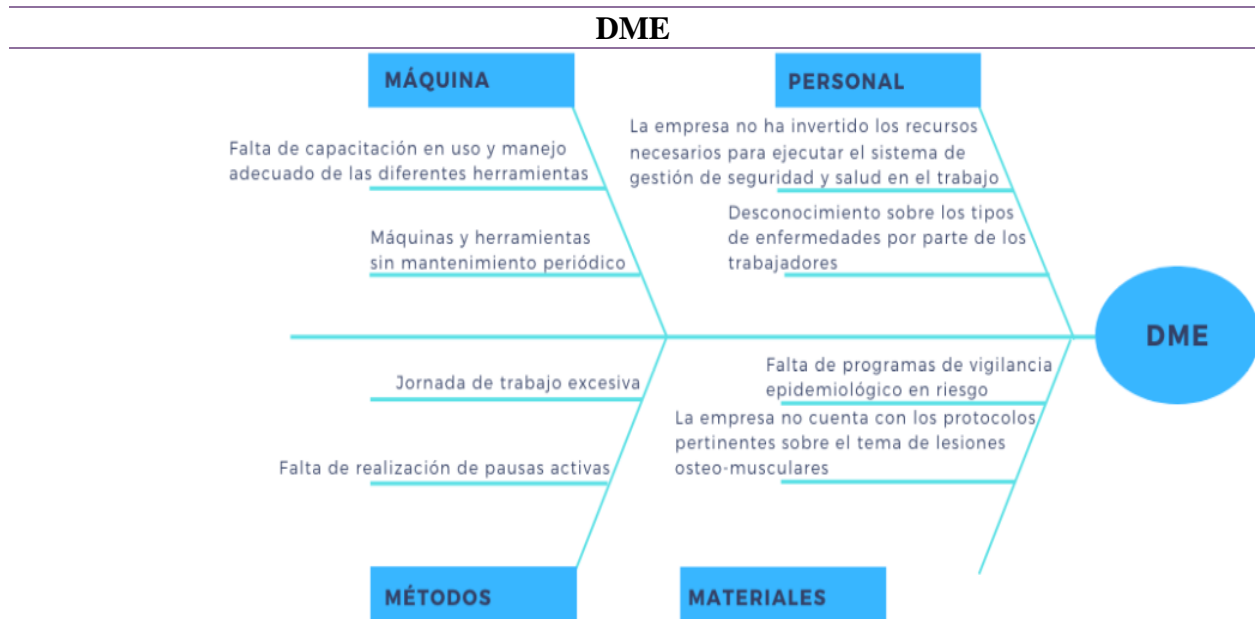 DME
MÁQUINA
Falta de capacitación en uso y manejo
adecuado de las diferentes herramientas
Máquinas y herramientas
sin mantenimiento periódico
PERSONAL
La empresa no ha invertido los recursos
necesarios para ejecutar el sistema de
gestión de seguridad y salud en el trabajo
Desconocimiento sobre los tipos
de enfermedades por parte de los
trabajadores
DME
Jornada de trabajo excesiva
Falta de realización de pausas activas
MÉTODOS
Falta de programas de vigilancia
epidemiológico en riesgo
La empresa no cuenta con los protocolos
pertinentes sobre el tema de lesiones
osteo-musculares
MATERIALES